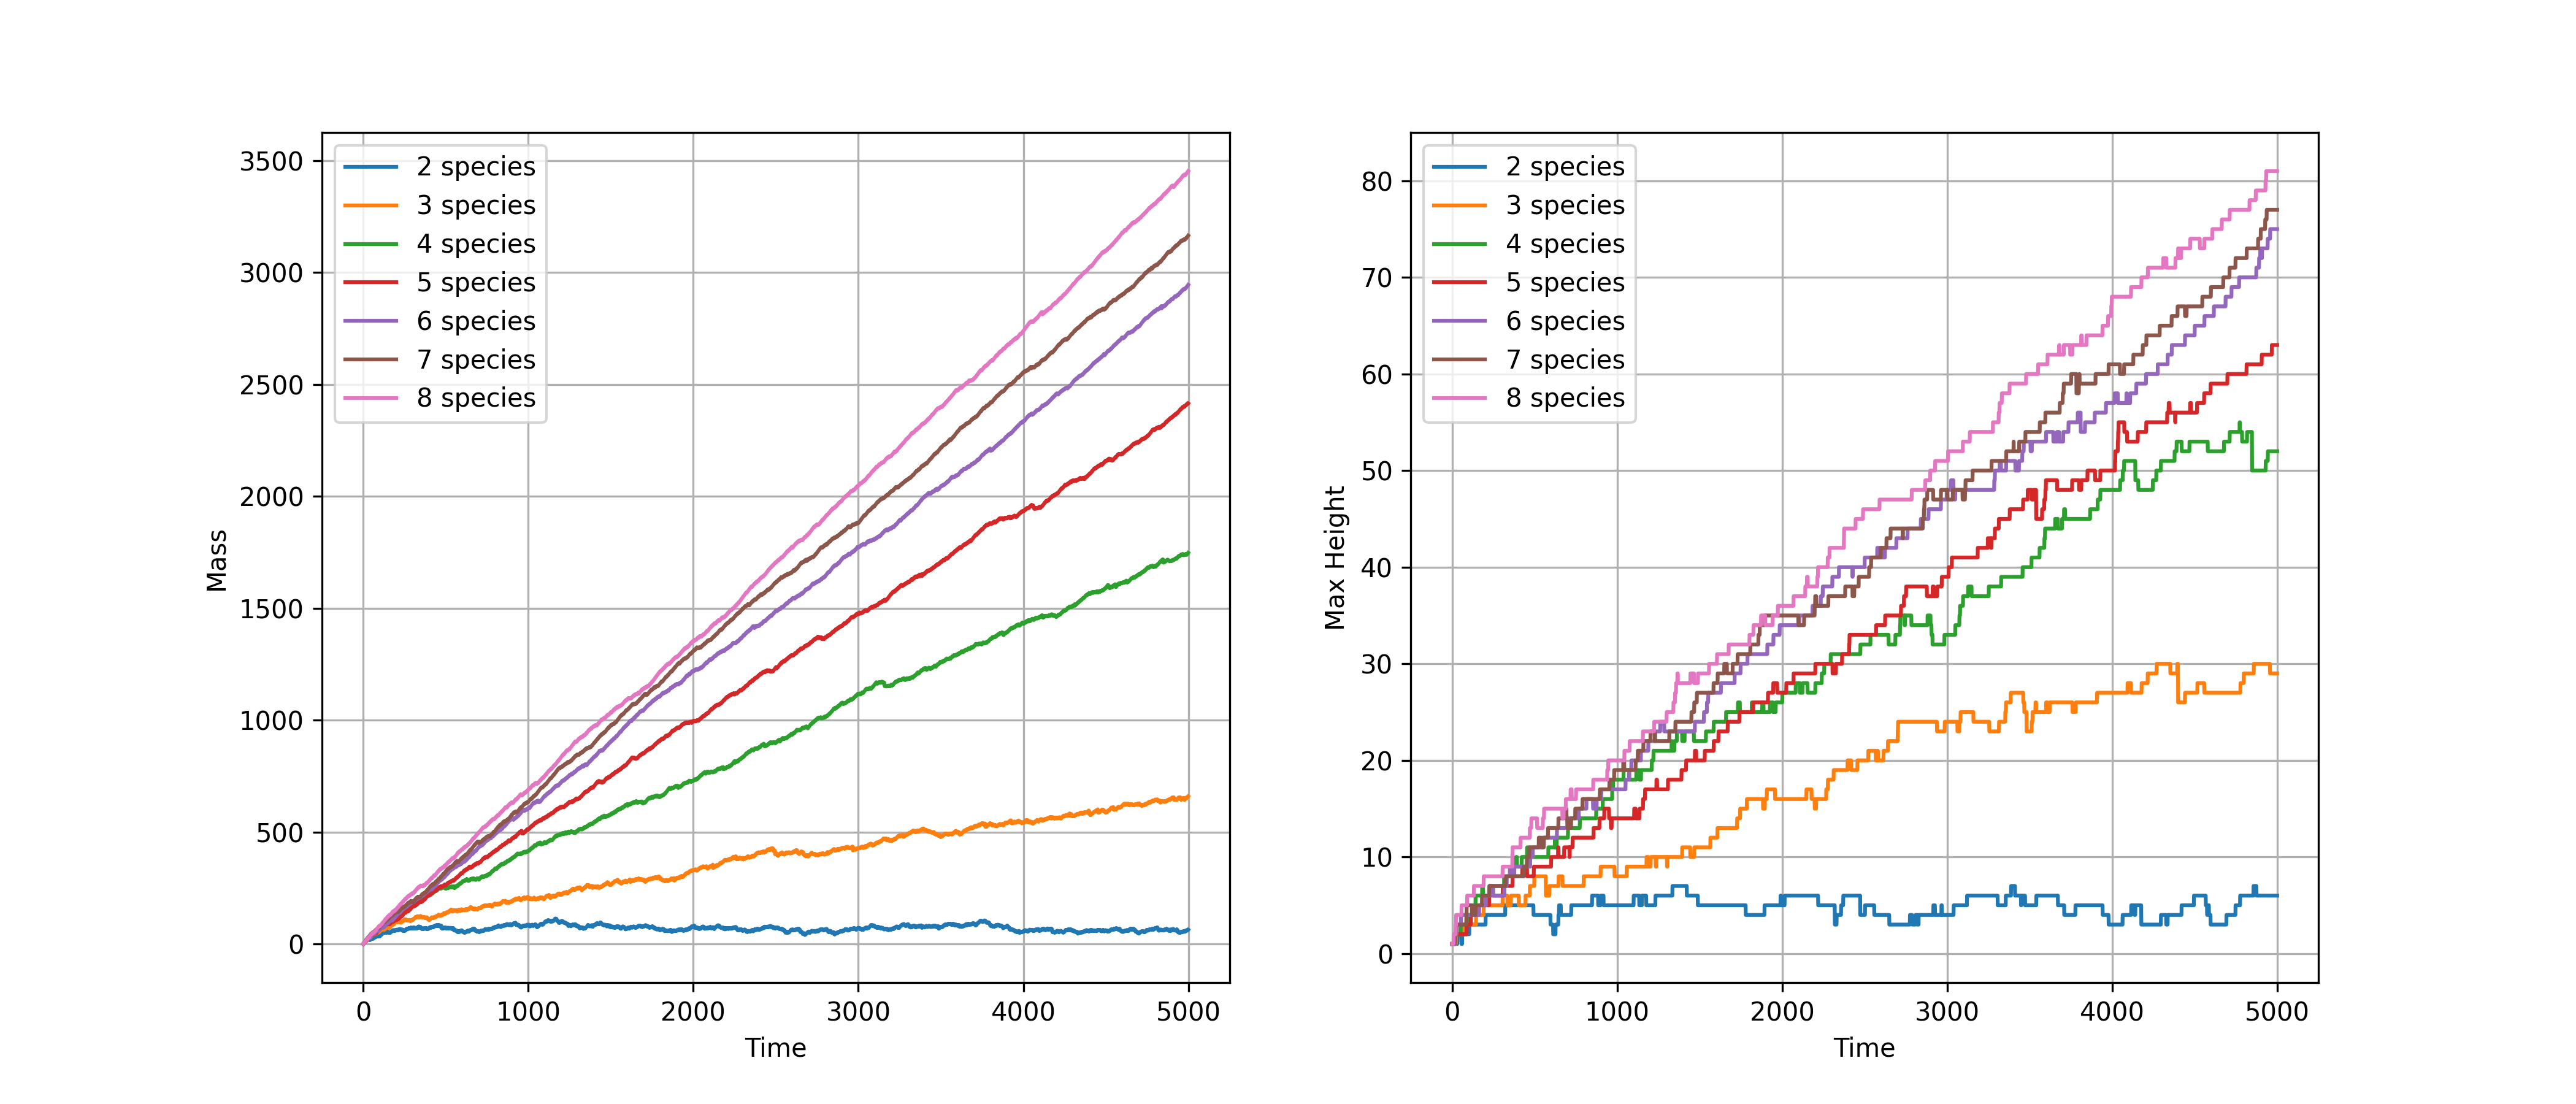 3500
3000
2500
2000
1500
1000
500
0
Mass
2 species
3 species
4 species
5 species
6 species
7 species
8 species
0 1000 2000 3000 4000 5000
Time
80
70
60
50
40
30
20
10
0
Max Height
2 species
3 species
4 species
5 species
6 species
7 species
8 species
0 1000 2000 3000 4000 5000
Time